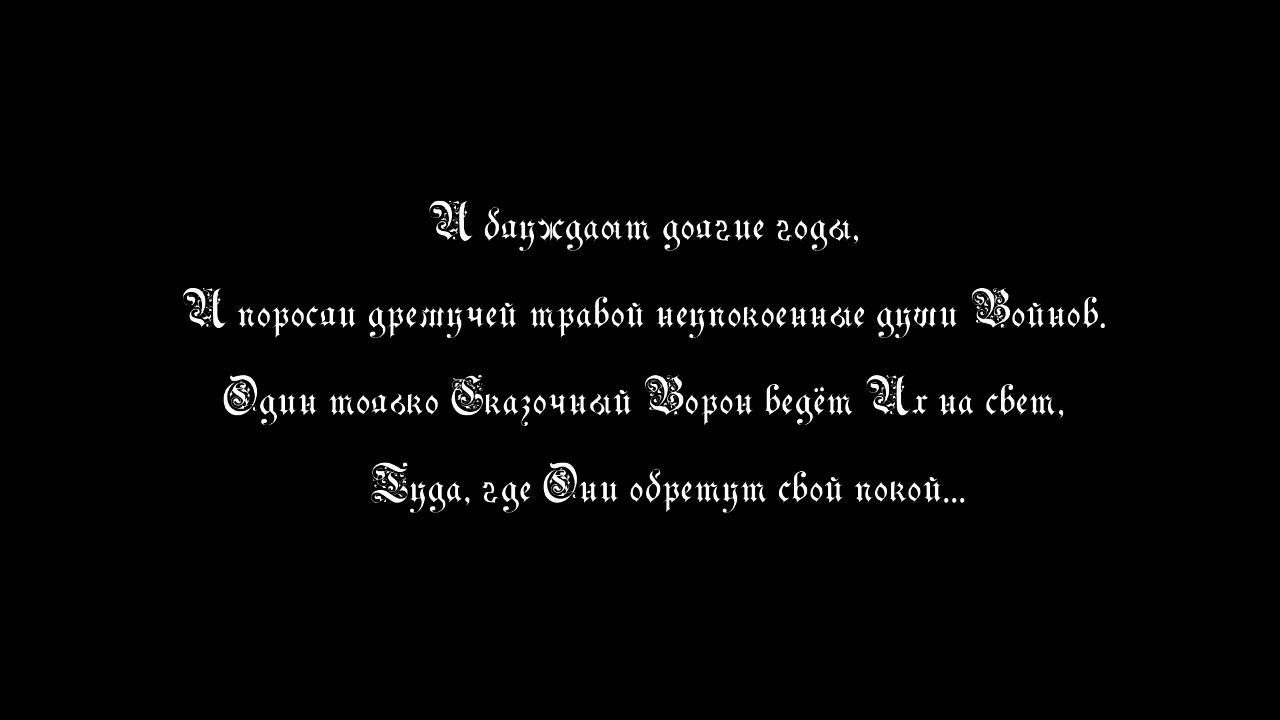 И блуждают долгие годы,
И поросли дремучей травой неупокоенные души Войнов.
Один только Сказочный Ворон ведёт Их на свет,
Туда, где Они обретут свой покой...